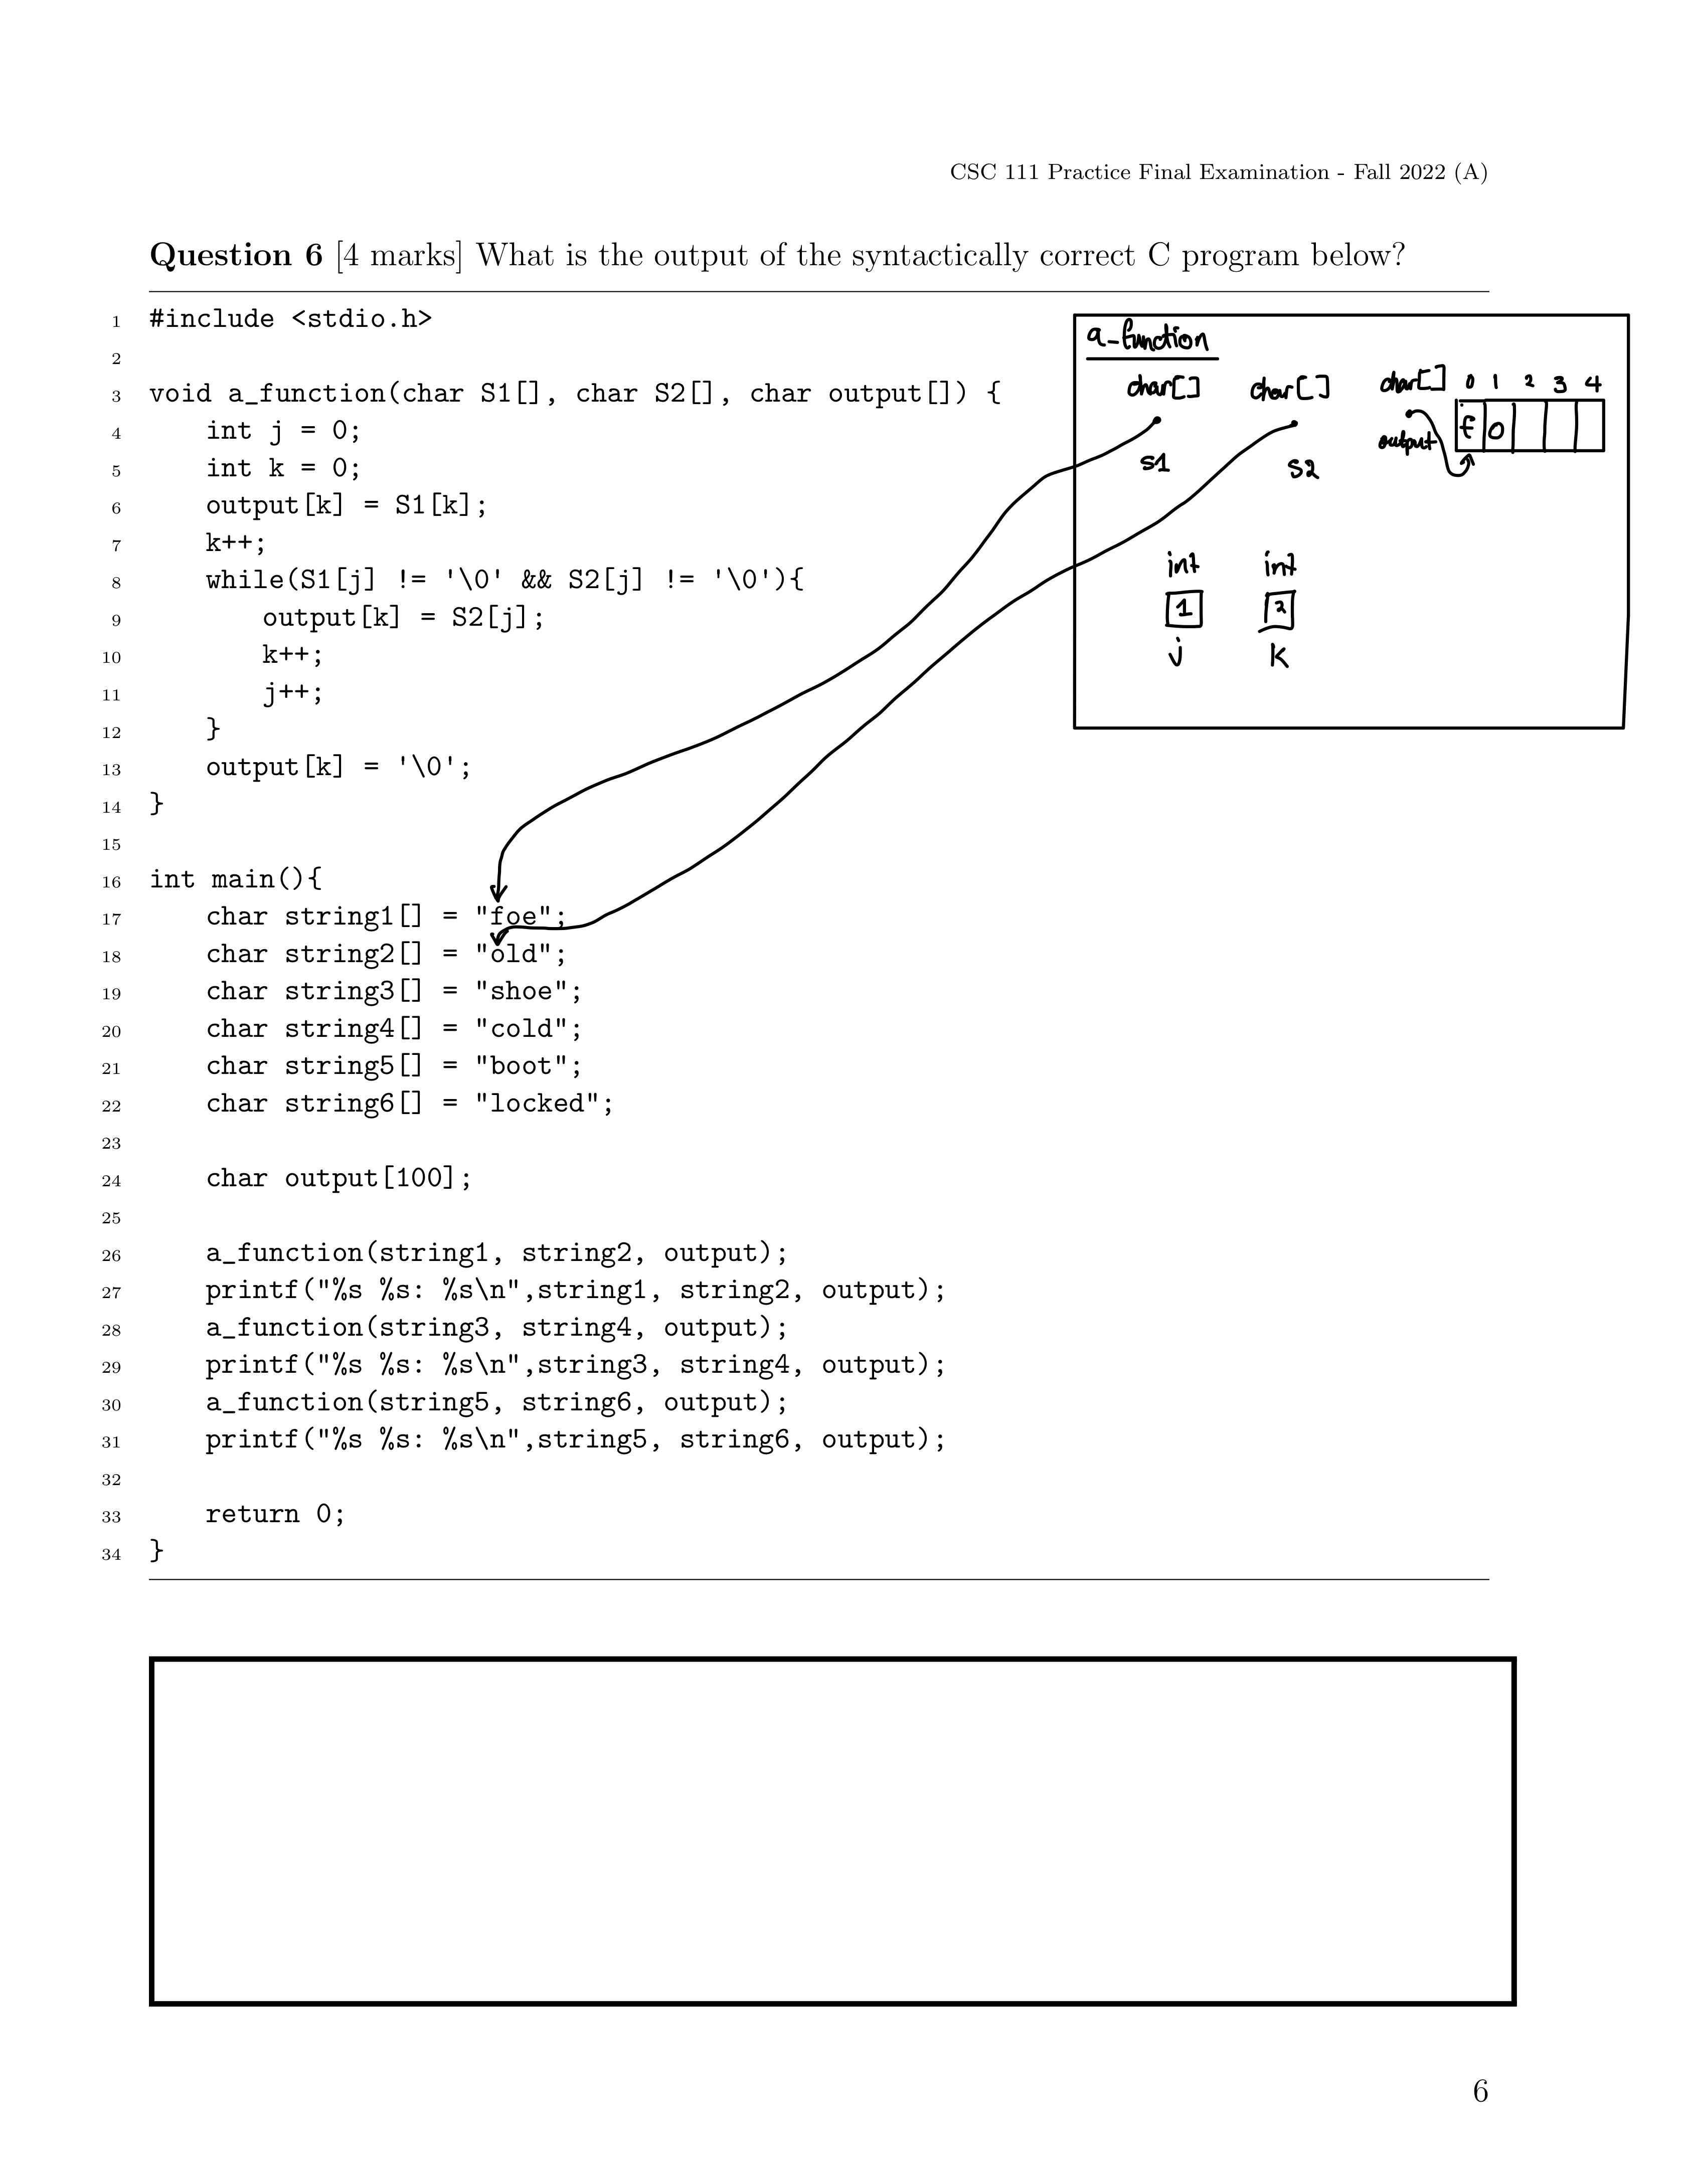 CSC 111 Practice Final Examination - Fall 2022 (A)
Question 6 [4 marks] What is the output of the syntactically correct C program below?
1 #include <stdio.h>
2
3 void a_function(char S1[], char S2[], char output[]) {
4     int j = 0;
5     int k = 0;
6     output[k] = S1[k];
7     k++;
8     while(S1[j] != '\0' && S2[j] != '\0'){
9         output[k] = S2[j];
10         k++;
11         j++;
12     }
13     output[k] = '\0';
14 }
15
16 int main(){
17     char string1[] = "foe";
18     char string2[] = "old";
19     char string3[] = "shoe";
20     char string4[] = "cold";
21     char string5[] = "boot";
22     char string6[] = "locked";
23
24     char output[100];
25
26     a_function(string1, string2, output);
27     printf("%s %s: %s\n",string1, string2, output);
28     a_function(string3, string4, output);
29     printf("%s %s: %s\n",string3, string4, output);
30     a_function(string5, string6, output);
31     printf("%s %s: %s\n",string5, string6, output);
32
33     return 0;
34 }
a_function
char[] char[] char[] 0 1 2 3 4
f o
output
S1 S2
int int
1 2
j k
6